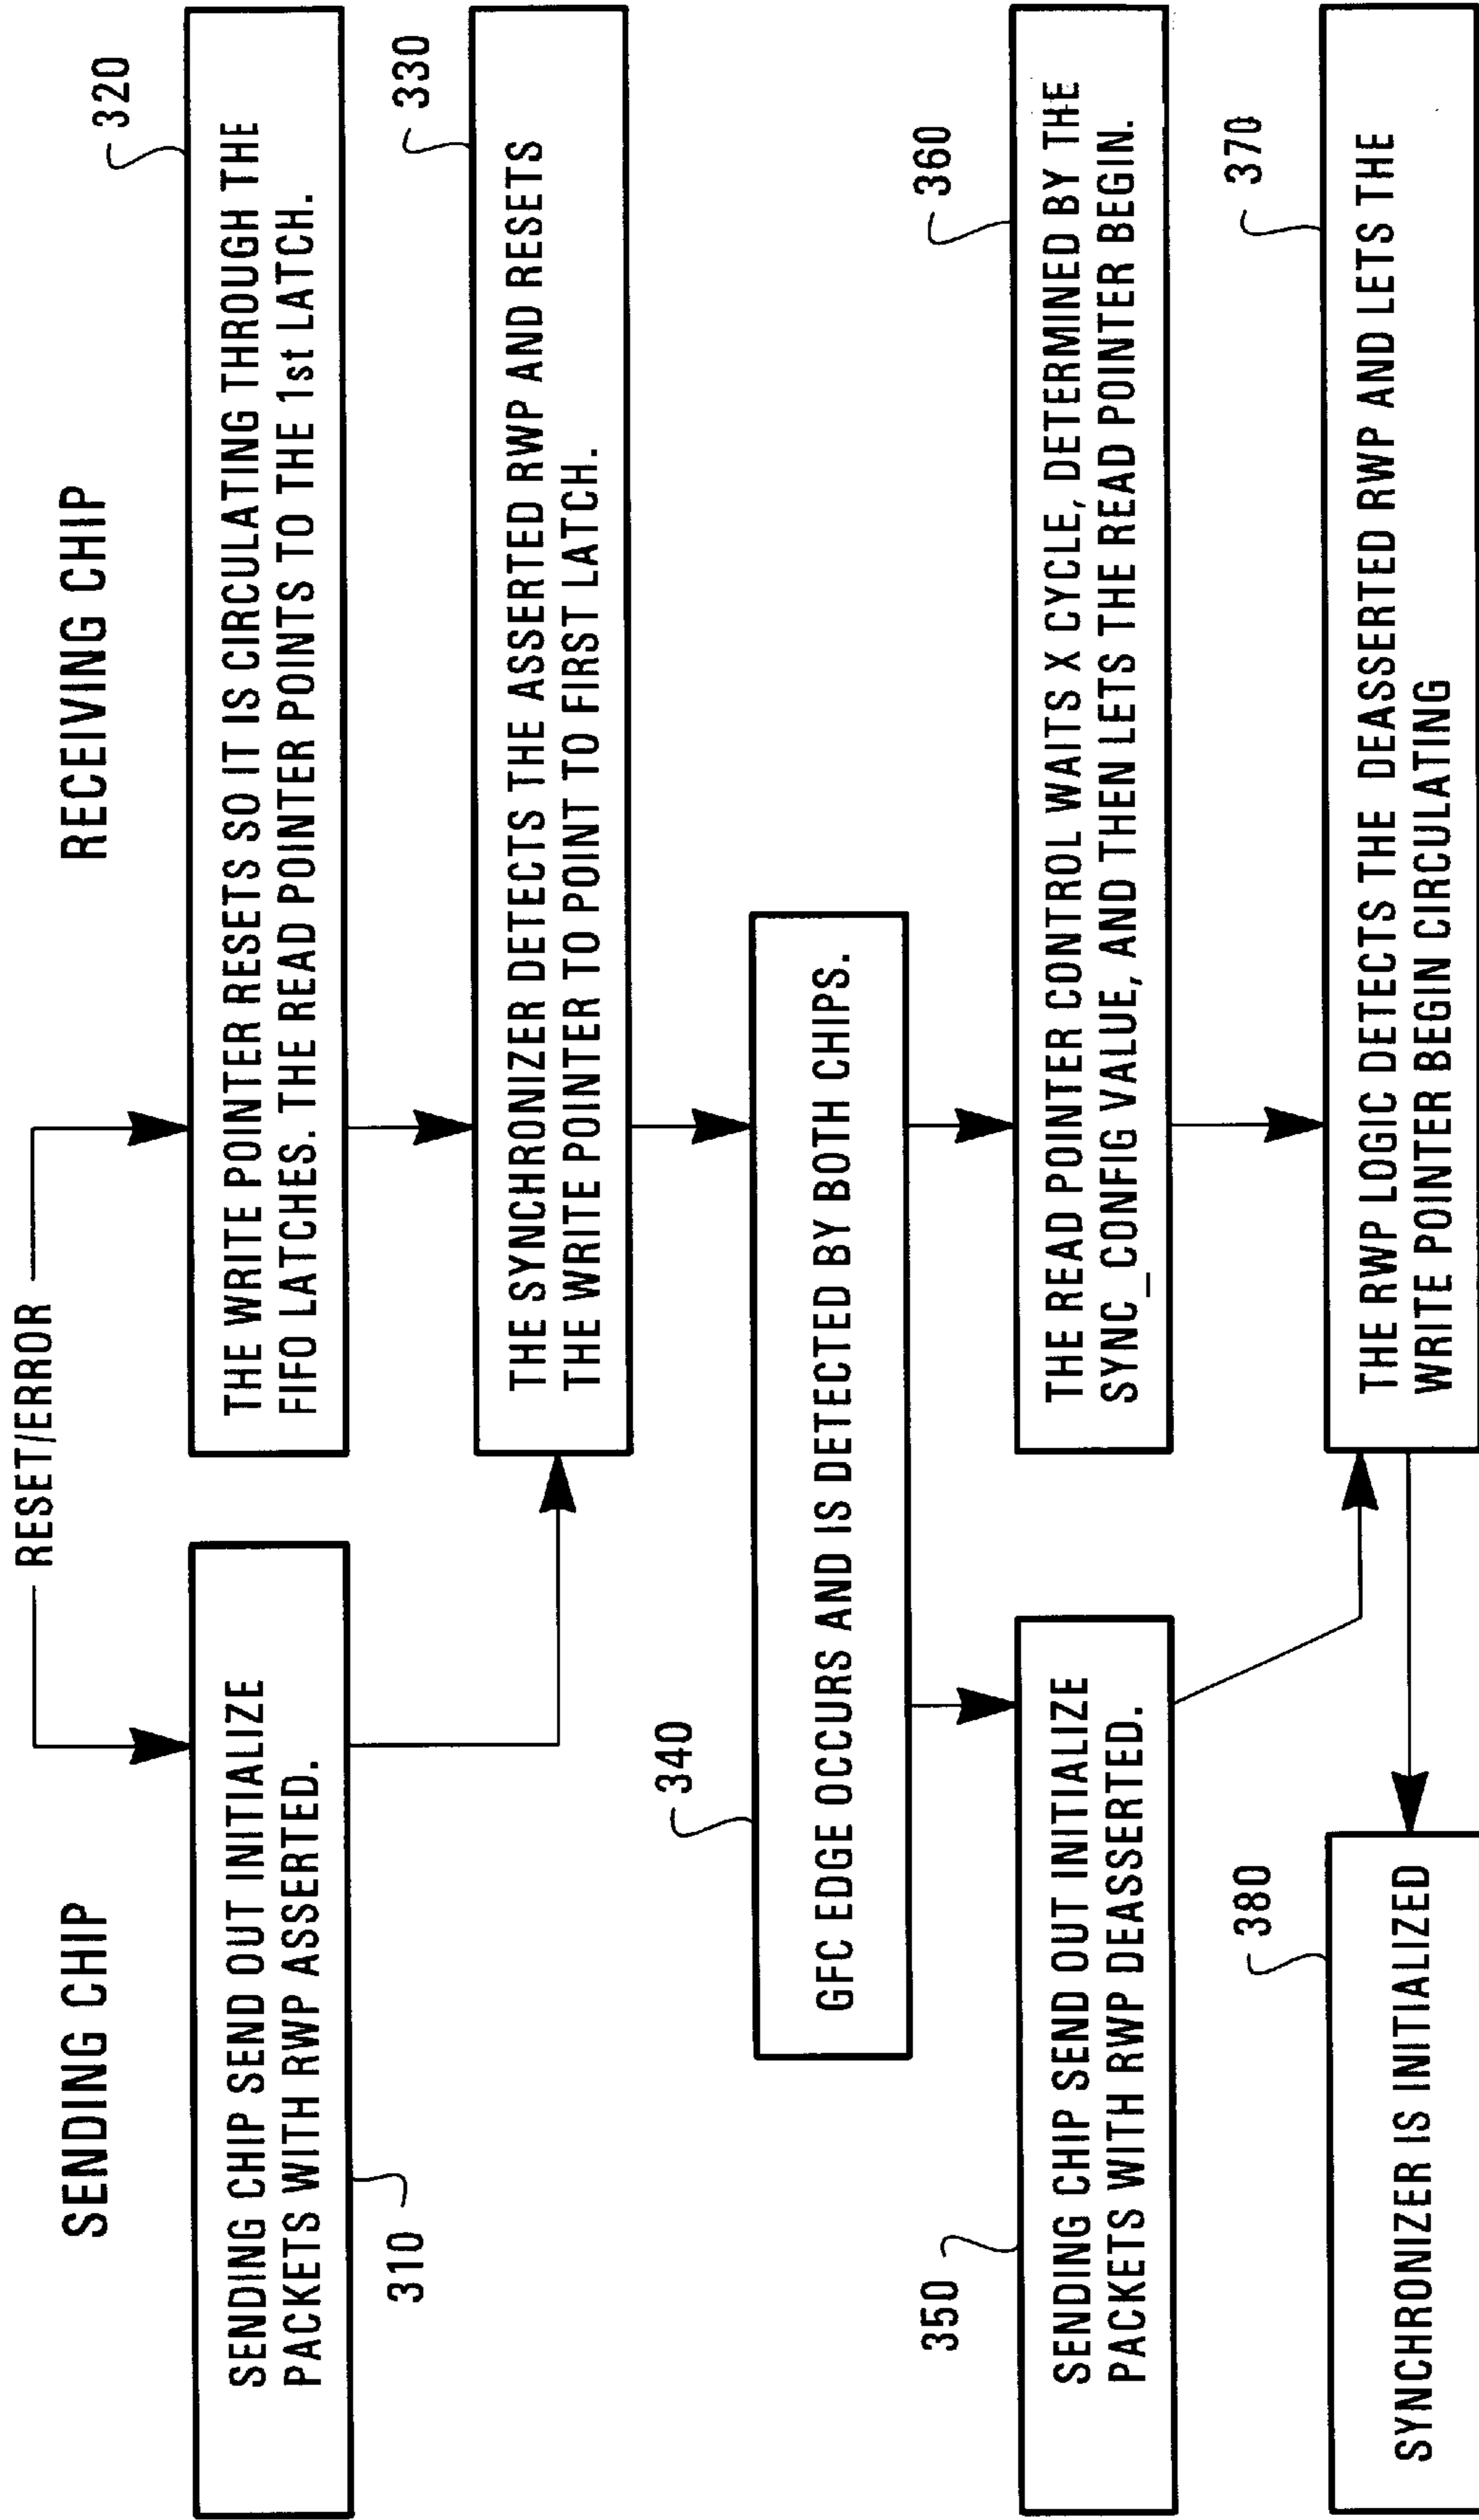 RESET/ERROR
SENDING CHIP
RECEIVING CHIP
SENDING CHIP SEND OUT INITIALIZE
PACKETS WITH RWP ASSERTED.
310
320
THE WRITE POINTER RESETS SO IT IS CIRCULATING THROUGH THE
FIFO LATCHES. THE READ POINTER POINTS TO THE 1st LATCH.
330
THE SYNCHRONIZER DETECTS THE ASSERTED RWP AND RESETS
THE WRITE POINTER TO POINT TO FIRST LATCH.
340
GFC EDGE OCCURS AND IS DETECTED BY BOTH CHIPS.
350
SENDING CHIP SEND OUT INITIALIZE
PACKETS WITH RWP DEASSERTED.
360
THE READ POINTER CONTROL WAITS X CYCLE, DETERMINED BY THE
SYNC_CONFIG VALUE, AND THEN LETS THE READ POINTER BEGIN.
370
THE RWP LOGIC DETECTS THE DEASSERTED RWP AND LETS THE
WRITE POINTER BEGIN CIRCULATING
380
SYNCHRONIZER IS INITIALIZED